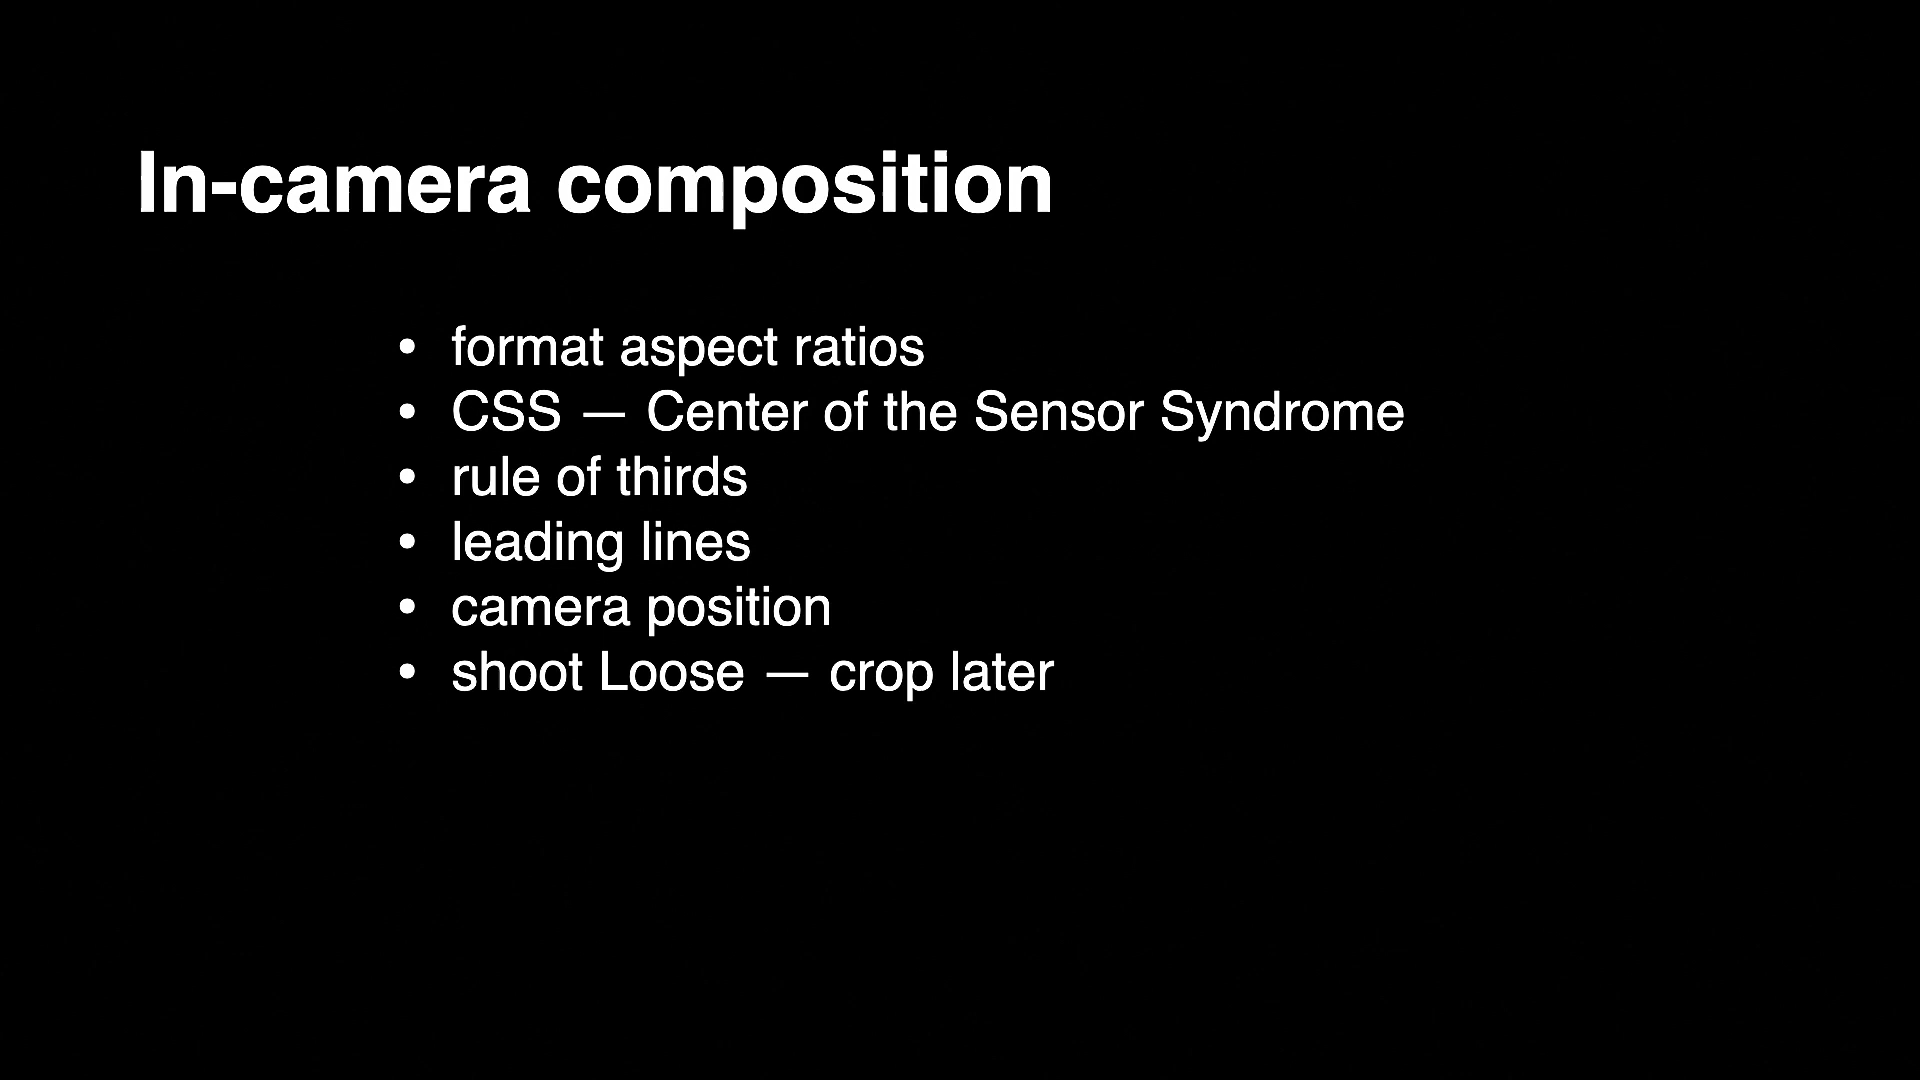 In-camera composition
• format aspect ratios
• CSS — Center of the Sensor Syndrome
• rule of thirds
• leading lines
• camera position
• shoot Loose — crop later